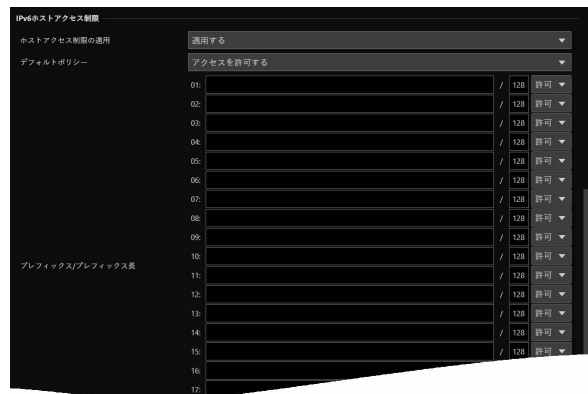 IPv6ホストアクセス制限
ホストアクセス制限の適用 適用する
デフォルトポリシー アクセスを許可する
01: / 128 許可
02: / 128 許可
03: / 128 許可
04: / 128 許可
05: / 128 許可
06: / 128 許可
07: / 128 許可
08: / 128 許可
09: / 128 許可
プレフィックス/プレフィックス長
10: / 128 許可
11: / 128 許可
12: / 128 許可
13: / 128 許可
14: / 128 許可
15: / 128 許可
16:
17: